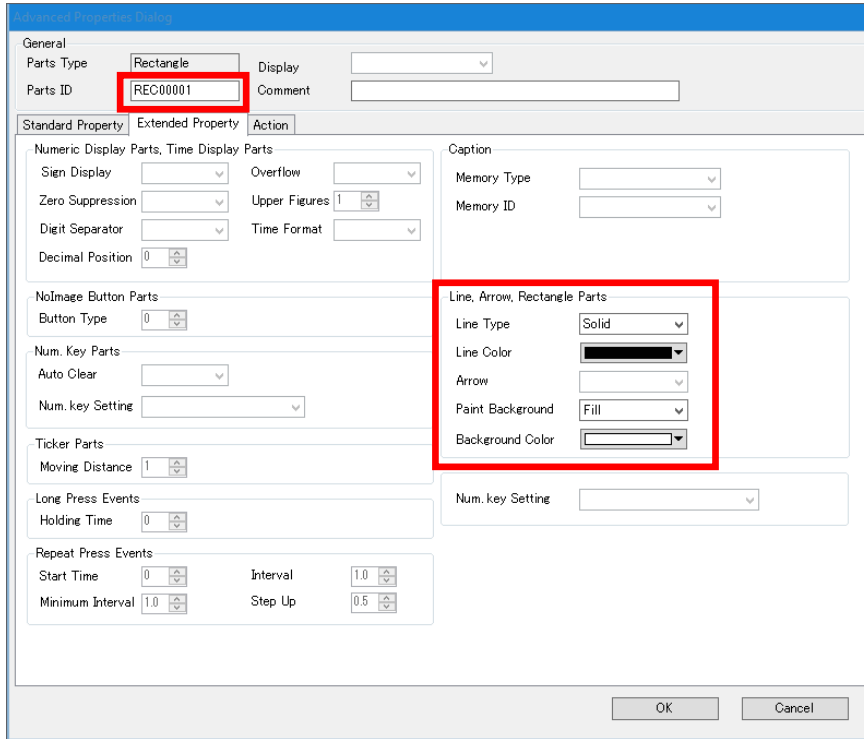 Advanced Properties Dialog
General
Parts Type Rectangle Display
Parts ID REC00001 Comment
Standard Property Extended Property Action
Numeric Display Parts, Time Display Parts
Sign Display Overflow
Zero Suppression Upper Figures 1
Digit Separator Time Format
Decimal Position 0
NoImage Button Parts
Button Type 0
Num. Key Parts
Auto Clear
Num. key Setting
Ticker Parts
Moving Distance 1
Long Press Events
Holding Time 0
Repeat Press Events
Start Time 0 Interval 1.0
Minimum Interval 1.0 Step Up 0.5
Caption
Memory Type
Memory ID
Line, Arrow, Rectangle Parts
Line Type Solid
Line Color
Arrow
Paint Background Fill
Background Color
Num. key Setting
OK Cancel